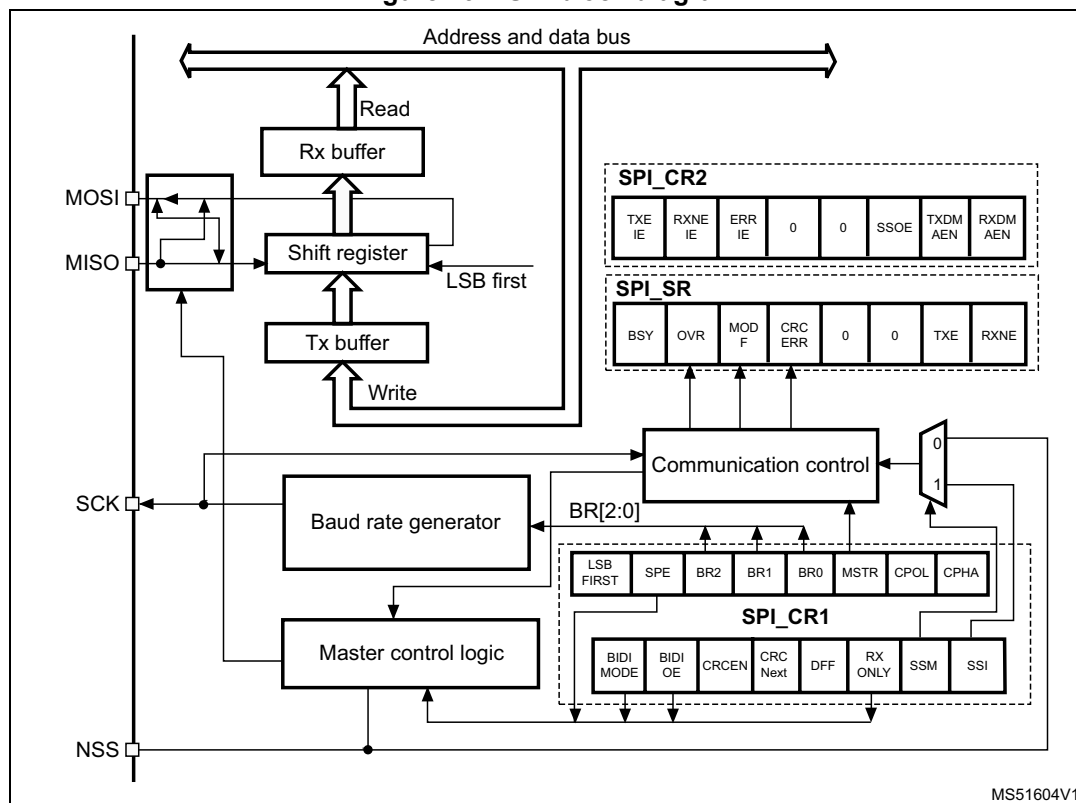 Address and data bus
Read
Rx buffer
MOSI
MISO
Shift register
LSB first
Tx buffer
Write
SPI_CR2
TXE
IE
RXNE
IE
ERR
IE
0
0
SSOE
TXDM
AEN
RXDM
AEN
SPI_SR
BSY
OVR
MOD
F
CRC
ERR
0
0
TXE
RXNE
Communication control
0
1
SCK
Baud rate generator
BR[2:0]
LSB
FIRST
SPE
BR2
BR1
BR0
MSTR
CPOL
CPHA
SPI_CR1
Master control logic
BIDI
MODE
BIDI
OE
CRCEN
CRC
Next
DFF
RX
ONLY
SSM
SSI
NSS
MS51604V1